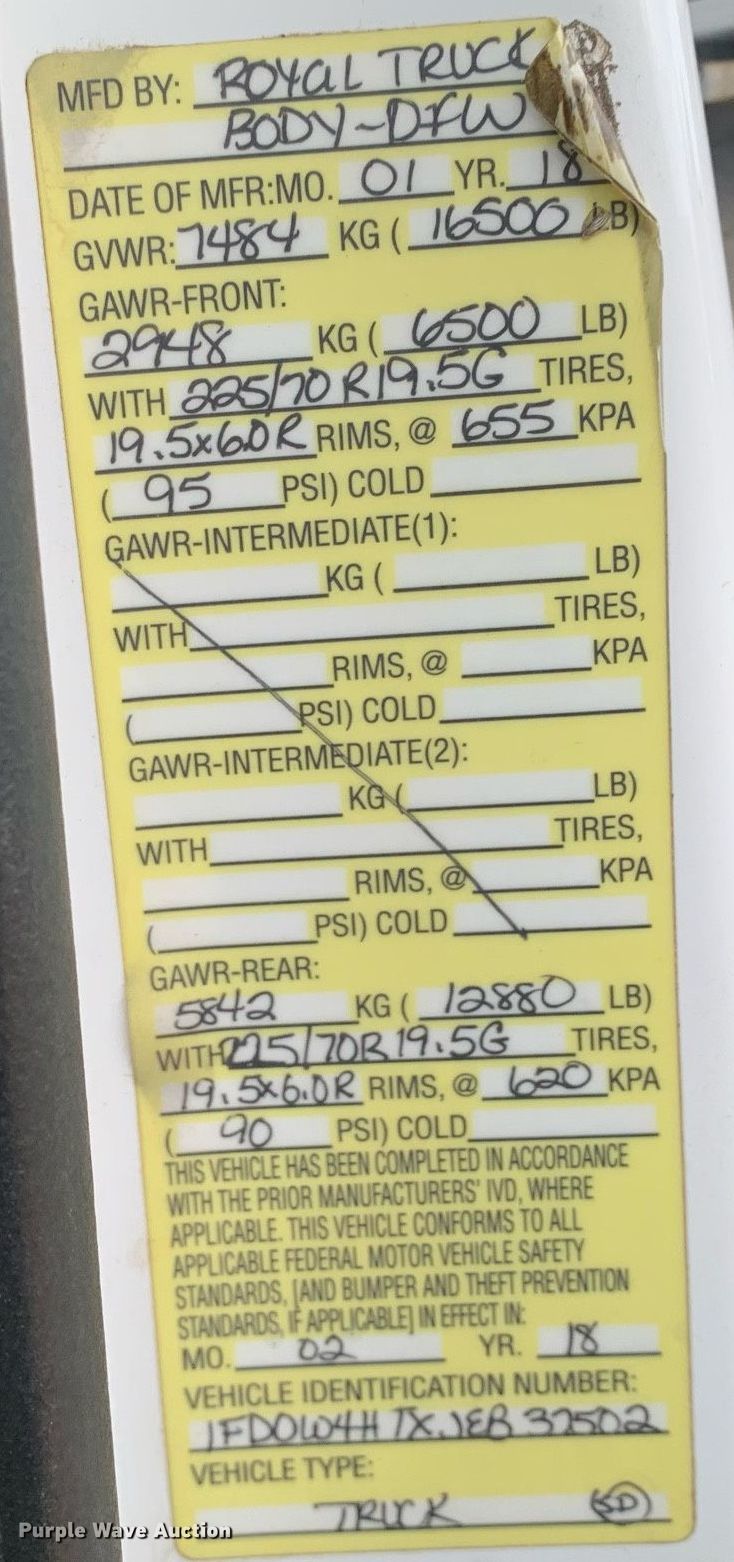 MFD BY: ROYAL TRUCK
BODY-DFW
DATE OF MFR:MO. 01 YR. 18
GVWR: 7484 KG ( 16500 LB)
GAWR-FRONT:
2948 KG ( 6500 LB)
WITH 225/70 R19.5G TIRES,
19.5x6.0R RIMS, @ 655 KPA
( 95 PSI) COLD
GAWR-INTERMEDIATE(1):
KG ( LB)
WITH TIRES,
RIMS, @ KPA
( PSI) COLD
GAWR-INTERMEDIATE(2):
KG ( LB)
WITH TIRES,
RIMS, @ KPA
( PSI) COLD
GAWR-REAR:
5842 KG ( 12880 LB)
WITH 225/70R19.5G TIRES,
19.5x6.0R RIMS, @ 620 KPA
( 90 PSI) COLD
THIS VEHICLE HAS BEEN COMPLETED IN ACCORDANCE
WITH THE PRIOR MANUFACTURERS' IVD, WHERE
APPLICABLE. THIS VEHICLE CONFORMS TO ALL
APPLICABLE FEDERAL MOTOR VEHICLE SAFETY
STANDARDS, [AND BUMPER AND THEFT PREVENTION
STANDARDS, IF APPLICABLE] IN EFFECT IN:
MO. 02 YR. 18
VEHICLE IDENTIFICATION NUMBER:
1FDOW4HTXJEB37502
VEHICLE TYPE:
TRUCK SD
Purple Wave Auction